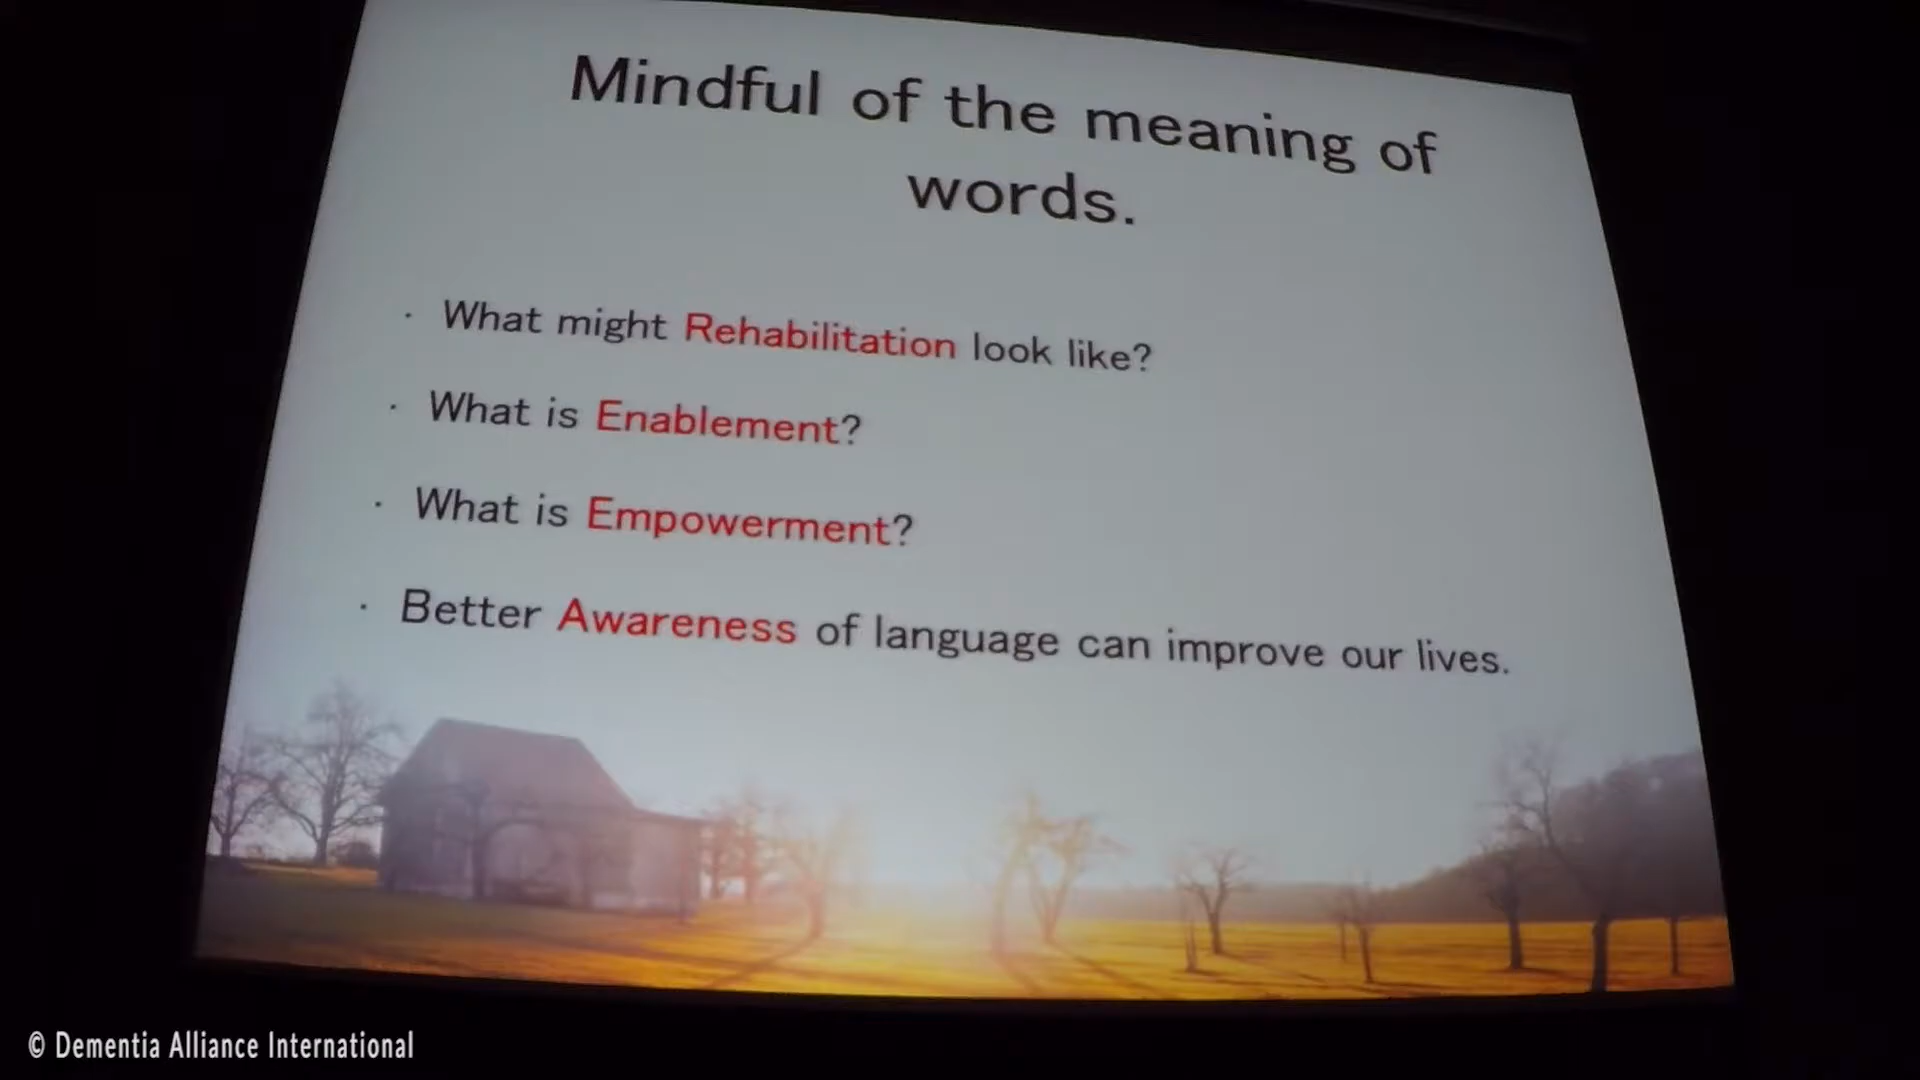 Mindful of the meaning of
words.
· What might Rehabilitation look like?
· What is Enablement?
· What is Empowerment?
· Better Awareness of language can improve our lives.
© Dementia Alliance International